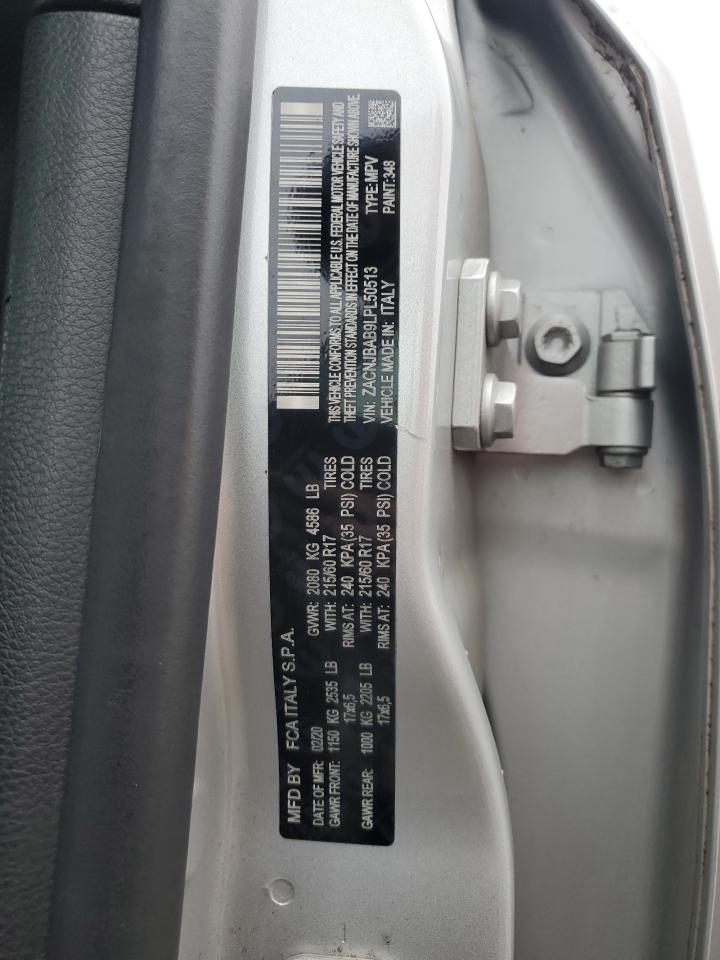 MFD BY FCA ITALY S.P.A.
DATE OF MFR: 02/20 GVWR: 2080 KG 4586 LB
GAWR FRONT: 1150 KG 2535 LB WITH: 215/60 R17 TIRES
17x6,5 RIMS AT: 240 KPA(35 PSI) COLD
GAWR REAR: 1000 KG 2205 LB WITH: 215/60 R17 TIRES
17x6,5 RIMS AT: 240 KPA(35 PSI) COLD
THIS VEHICLE CONFORMS TO ALL APPLICABLE U.S. FEDERAL MOTOR VEHICLE SAFETY AND
THEFT PREVENTION STANDARDS IN EFFECT ON THE DATE OF MANUFACTURE SHOWN ABOVE.
VIN: ZACNJBAB9LPL50513 TYPE:MPV
VEHICLE MADE IN: ITALY PAINT:348